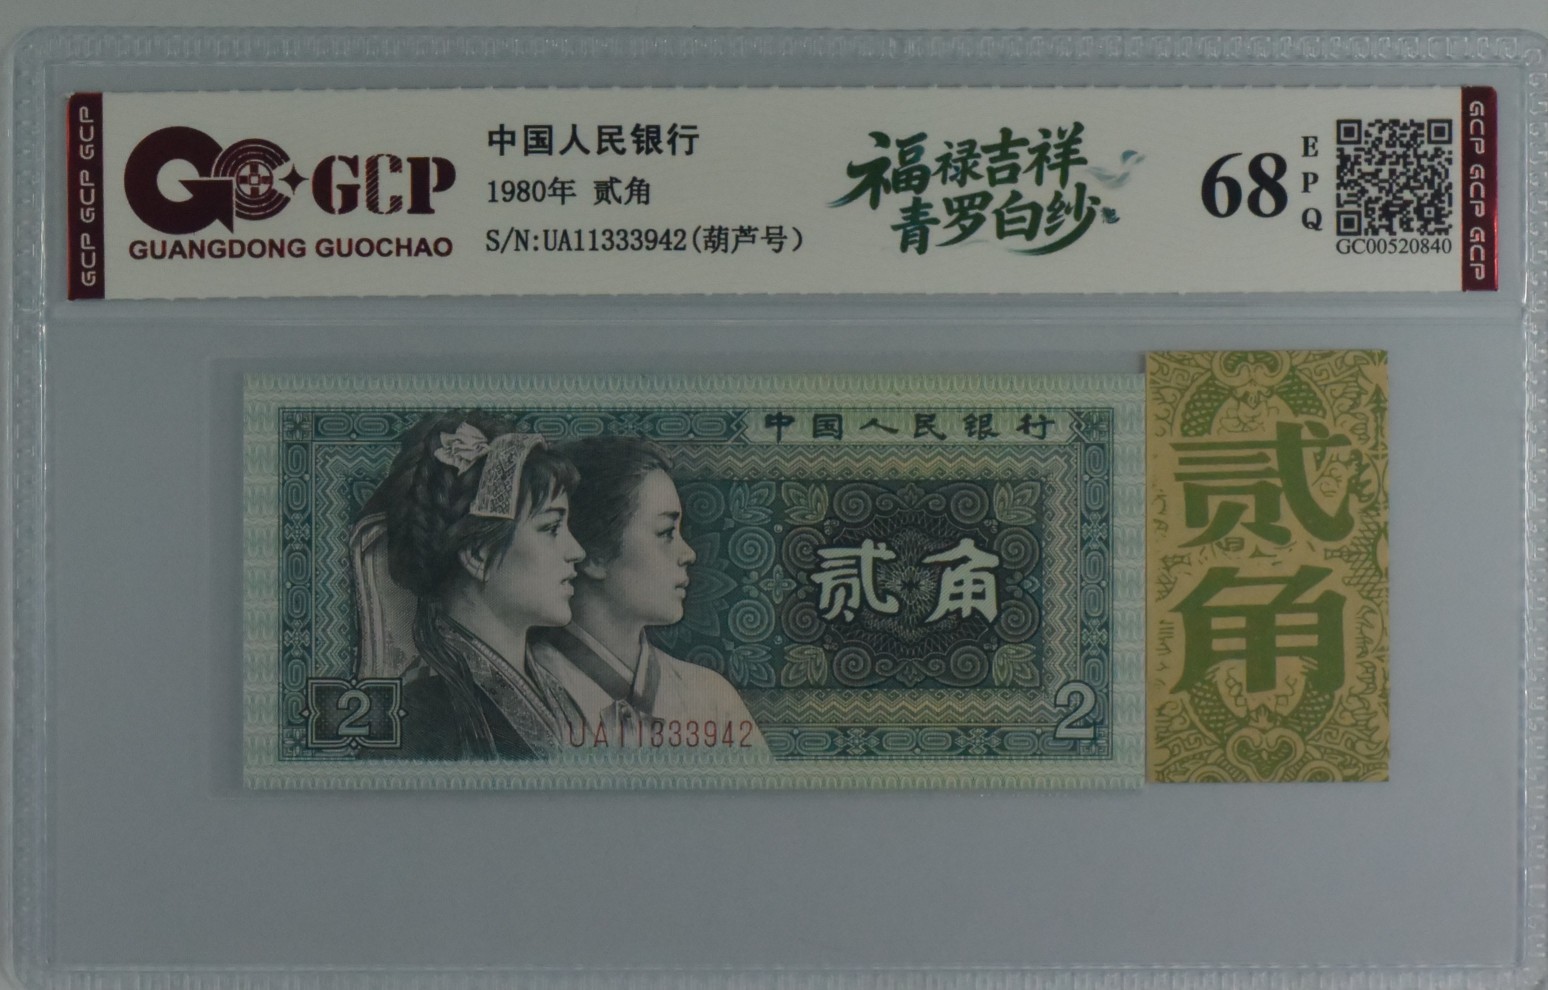 GCP GCP GCP
GCP
GUANGDONG GUOCHAO
中国人民银行
1980年 贰角
S/N:UA11333942(葫芦号)
福禄吉祥
青罗白纱
68
EPQ
GC00520840
GCP GCP GCP
中国人民银行
贰角
2
UA11333942
2
贰角